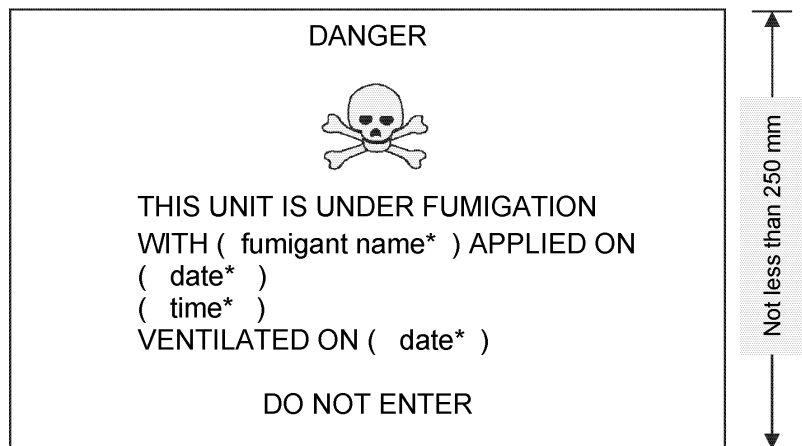 DANGER
THIS UNIT IS UNDER FUMIGATION
WITH ( fumigant name* ) APPLIED ON
( date* )
( time* )
VENTILATED ON ( date* )
DO NOT ENTER
Not less than 250 mm